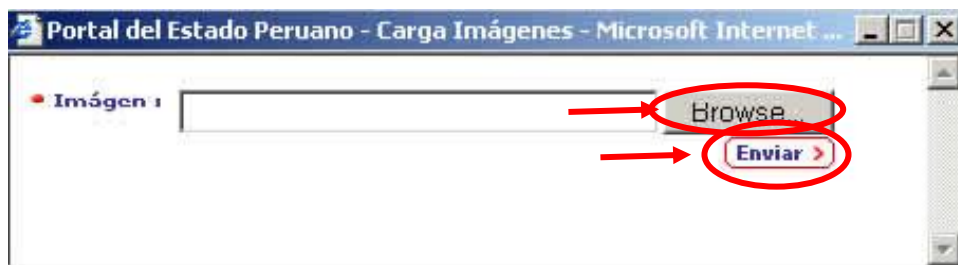 Portal del Estado Peruano - Carga Imágenes - Microsoft Internet ...
Imágen :
Browse...
Enviar >